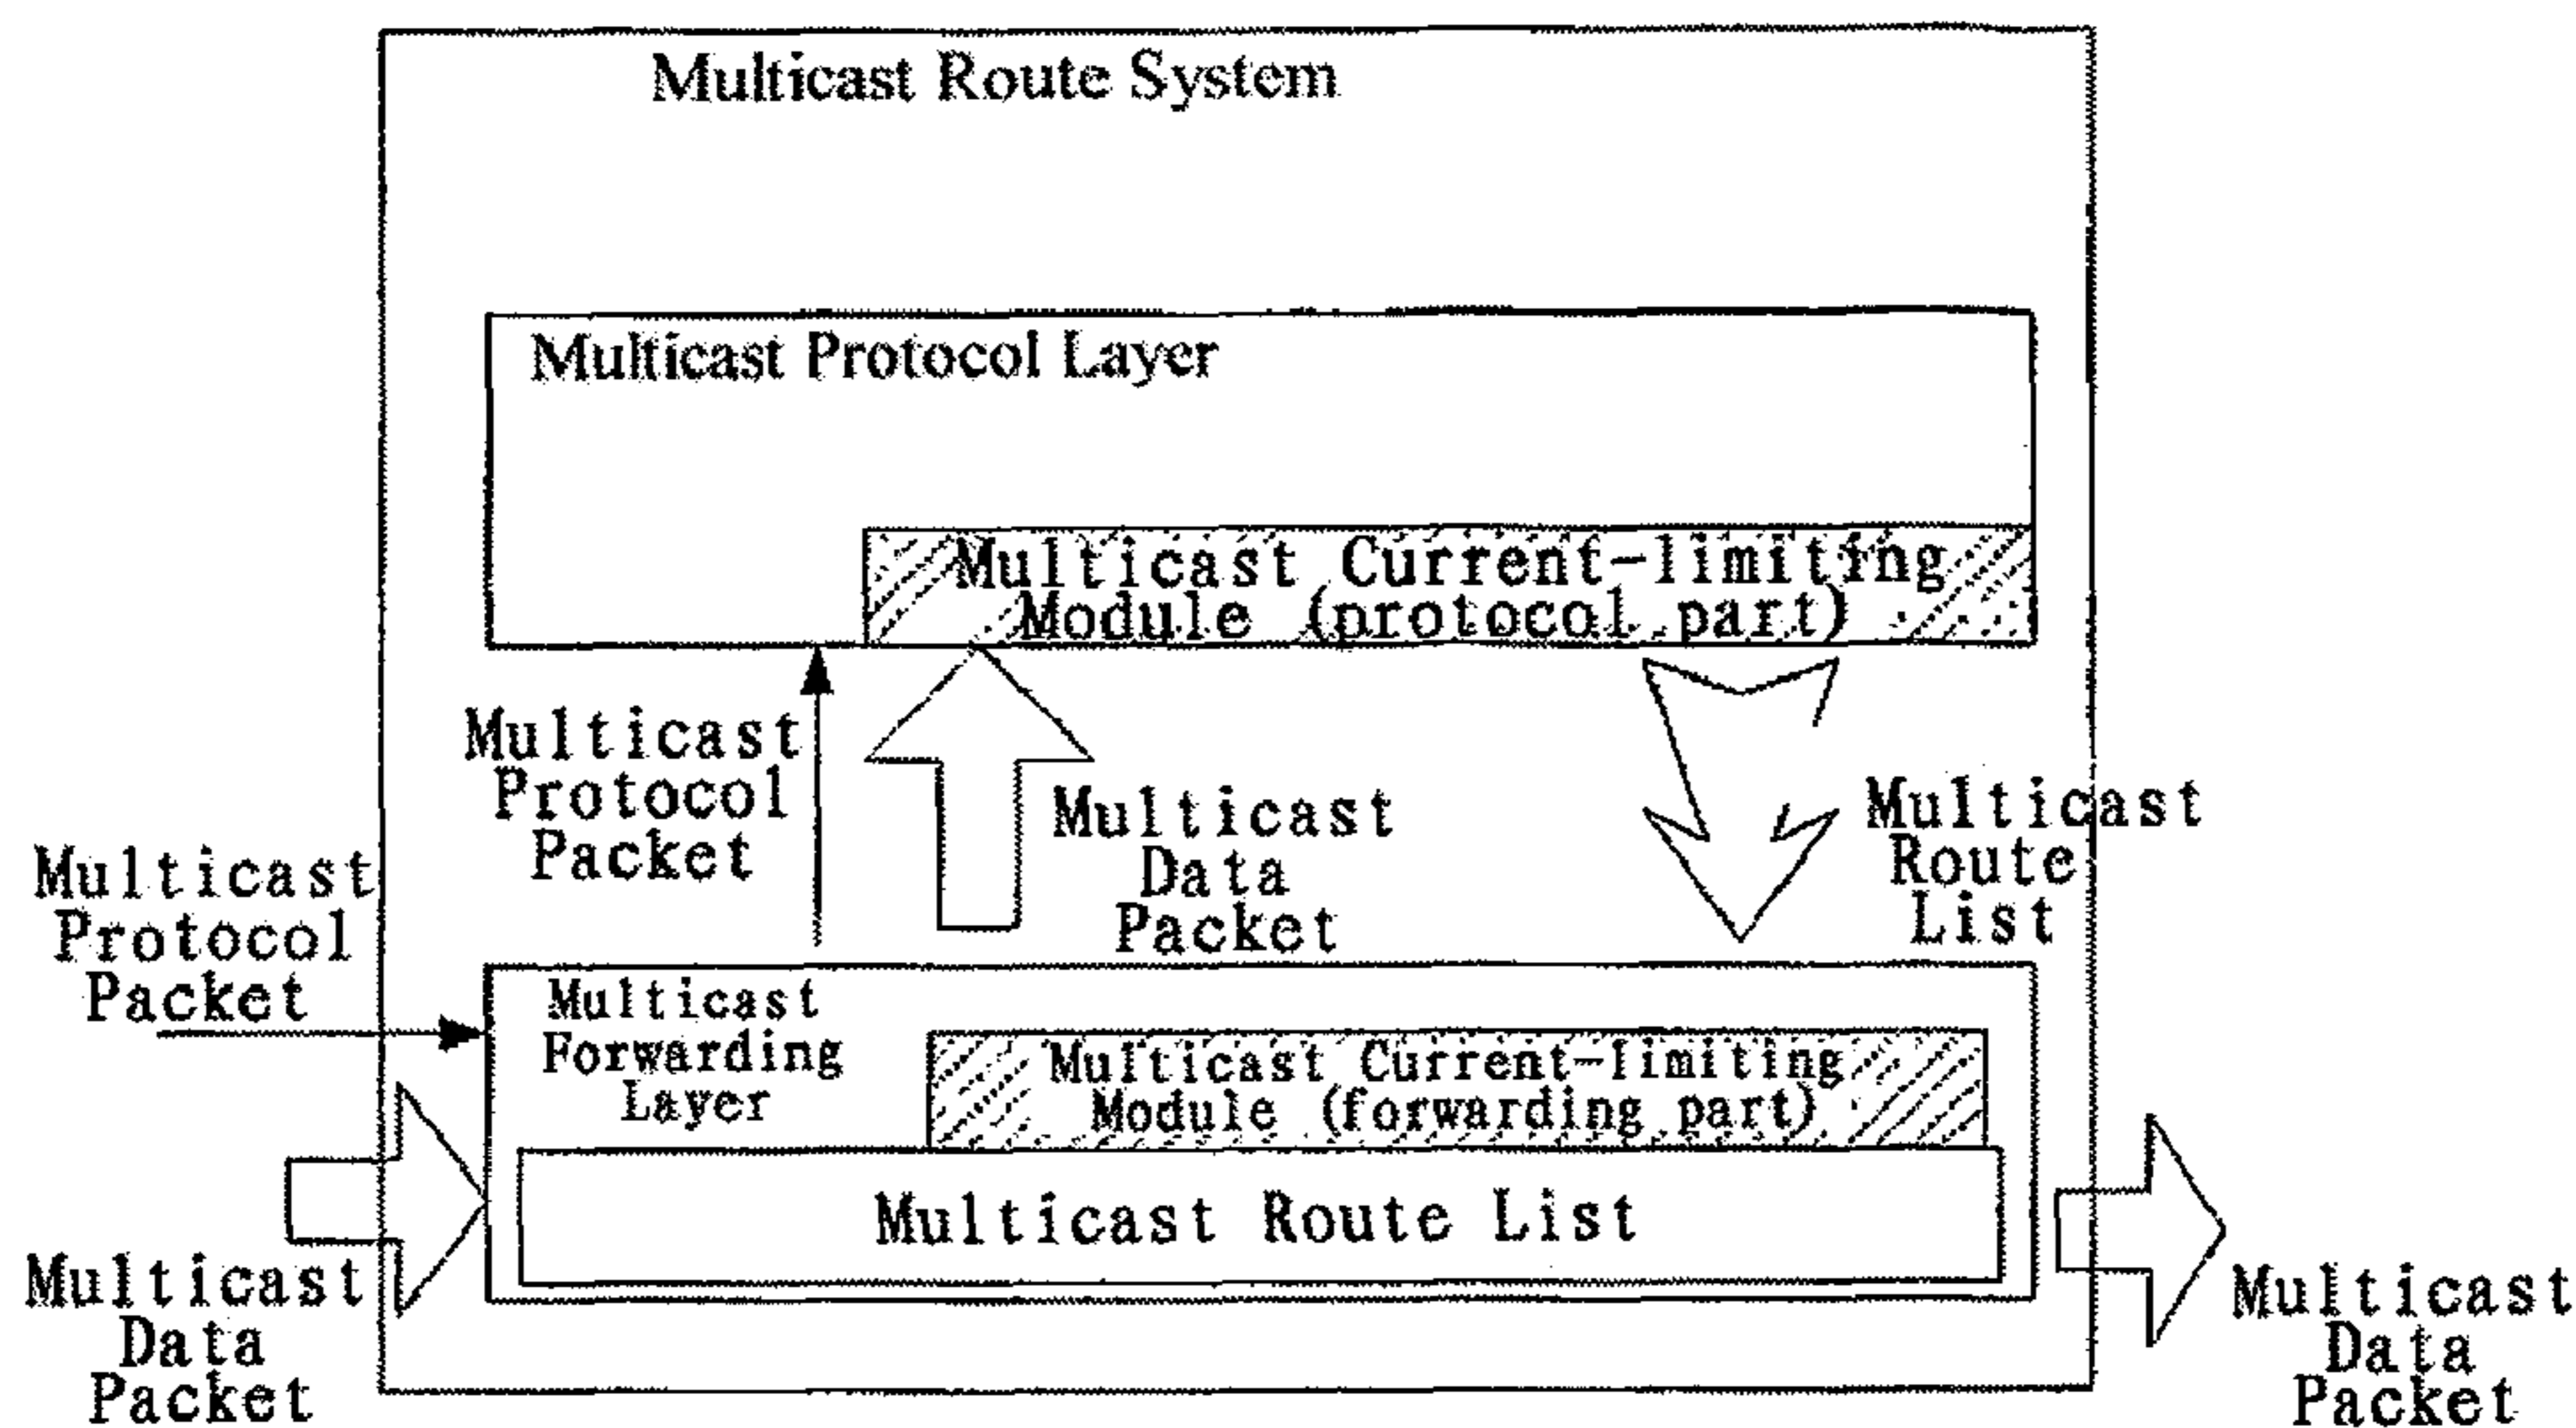 Multicast Route System
Multicast Protocol Layer
Multicast Current-limiting
Module (protocol part)
Multicast
Protocol
Packet
Multicast
Data
Packet
Multicast
Route
List
Multicast
Protocol
Packet
Multicast
Forwarding
Layer
Multicast Current-limiting
Module (forwarding part)
Multicast Route List
Multicast
Data
Packet
Multicast
Data
Packet